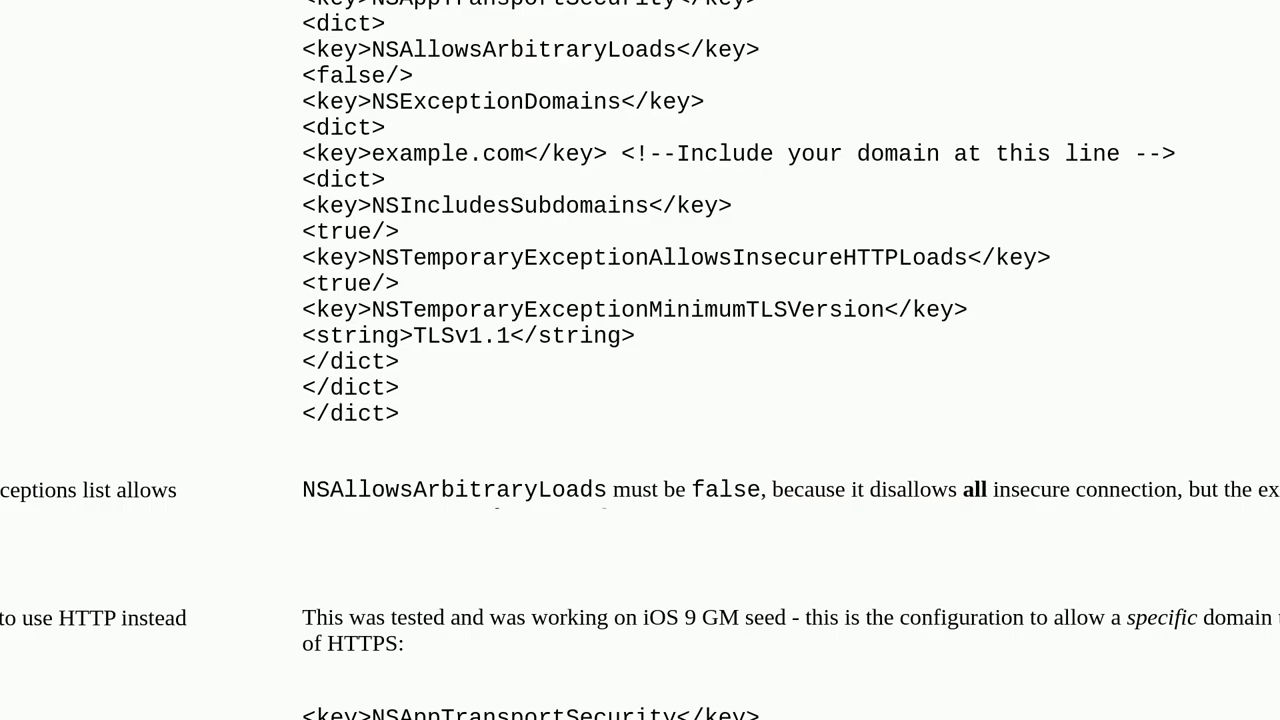 <key>NSAppTransportSecurity</key>
<dict>
<key>NSAllowsArbitraryLoads</key>
<false/>
<key>NSExceptionDomains</key>
<dict>
<key>example.com</key> <!--Include your domain at this line -->
<dict>
<key>NSIncludesSubdomains</key>
<true/>
<key>NSTemporaryExceptionAllowsInsecureHTTPLoads</key>
<true/>
<key>NSTemporaryExceptionMinimumTLSVersion</key>
<string>TLSv1.1</string>
</dict>
</dict>
</dict>
ceptions list allows
NSAllowsArbitraryLoads must be false, because it disallows all insecure connection, but the ex
to use HTTP instead
This was tested and was working on iOS 9 GM seed - this is the configuration to allow a specific domain t
of HTTPS:
<key>NSAppTransportSecurity</key>